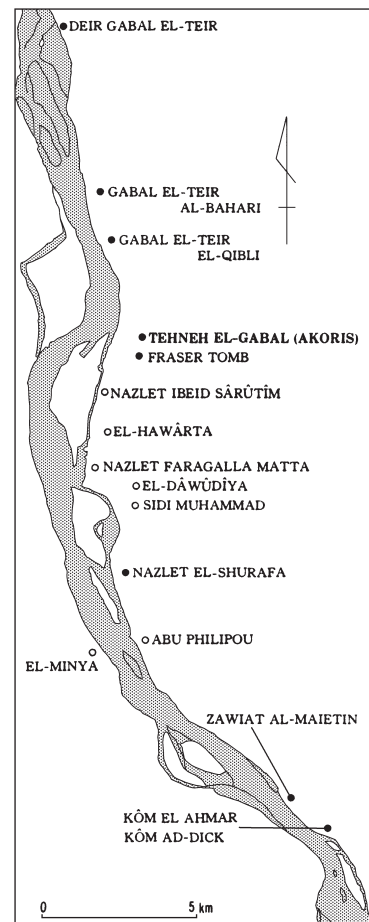 DEIR GABAL EL-TEIR
GABAL EL-TEIR
AL-BAHARI
GABAL EL-TEIR
EL-QIBLI
TEHNEH EL-GABAL (AKORIS)
FRASER TOMB
NAZLET IBEID SÂRÛTÎM
EL-HAWÂRTA
NAZLET FARAGALLA MATTA
EL-DÂWÛDÎYA
SIDI MUHAMMAD
NAZLET EL-SHURAFA
ABU PHILIPOU
EL-MINYA
ZAWIAT AL-MAIETIN
KÔM EL AHMAR
KÔM AD-DICK
0 5 km